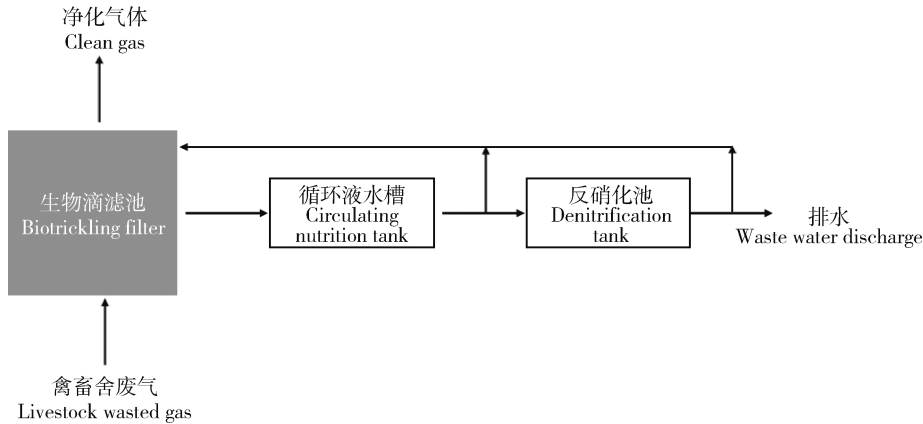 净化气体
Clean gas
生物滴滤池
Biotrickling filter
循环液水槽
Circulating
nutrition tank
反硝化池
Denitrification
tank
排水
Waste water discharge
禽畜舍废气
Livestock wasted gas